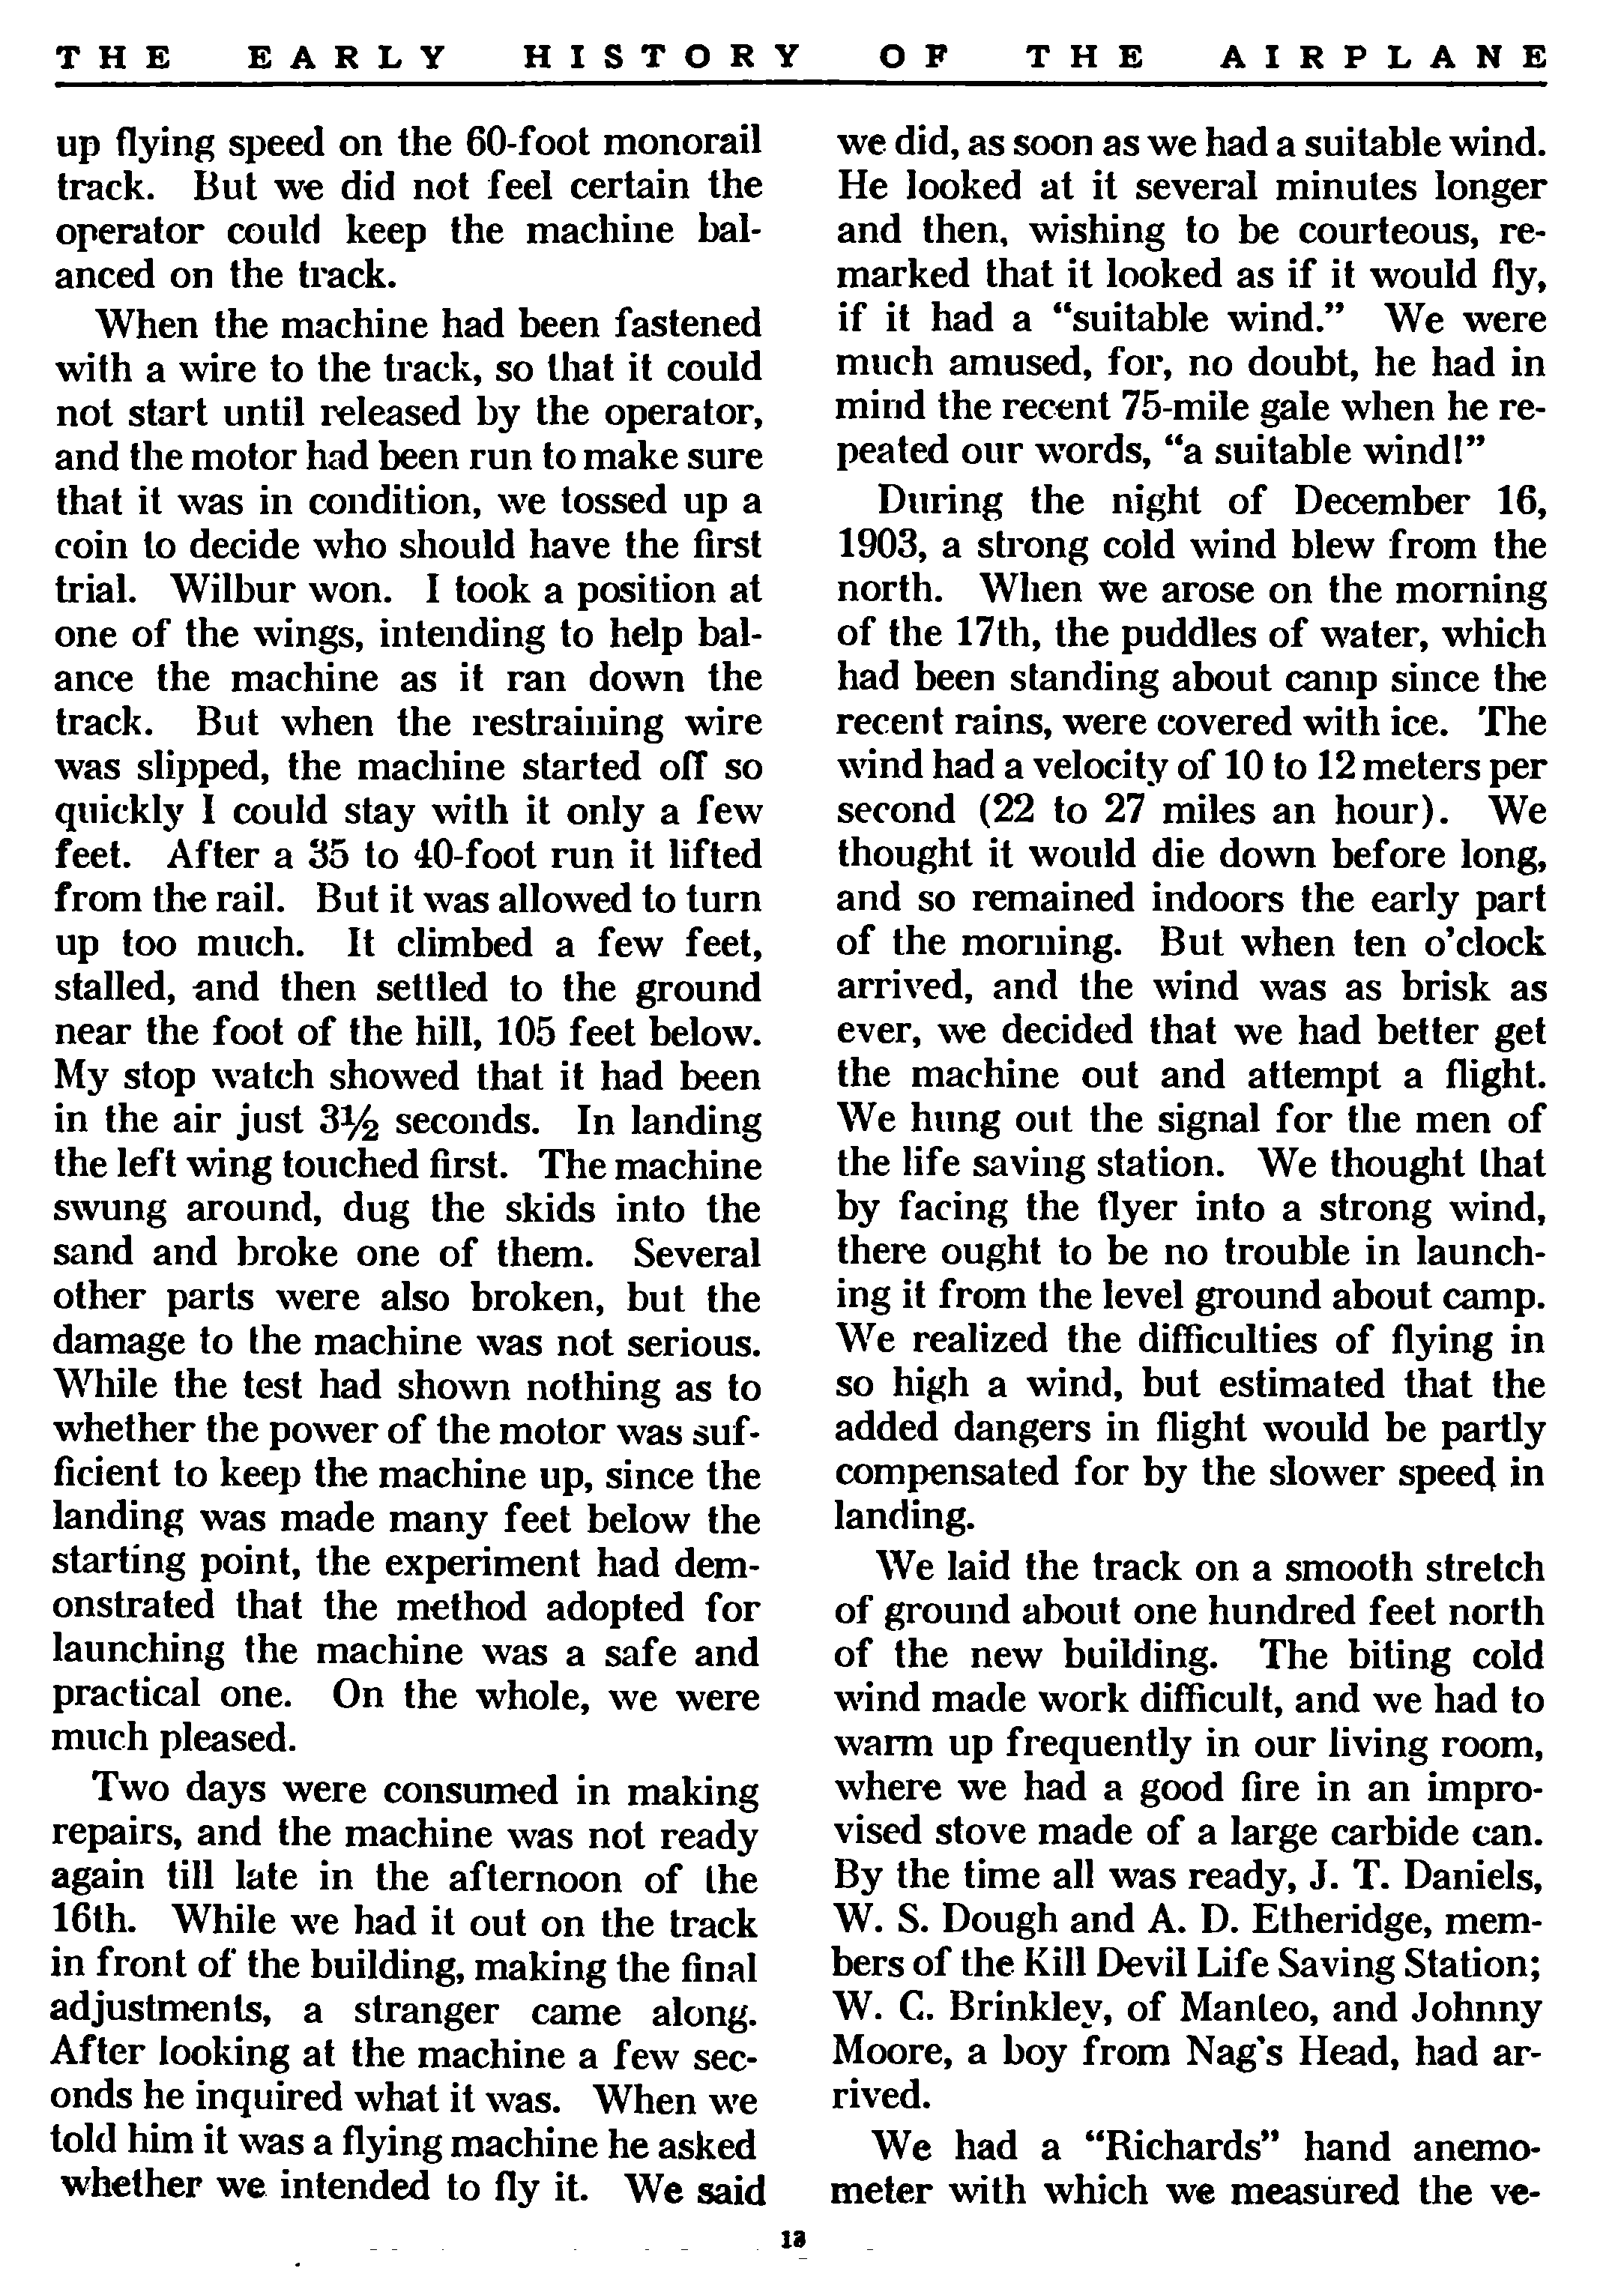 THE EARLY HISTORY OF THE AIRPLANE
up flying speed on the 60-foot monorail
track. But we did not feel certain the
operator could keep the machine bal-
anced on the track.
When the machine had been fastened
with a wire to the track, so that it could
not start until released by the operator,
and the motor had been run to make sure
that it was in condition, we tossed up a
coin to decide who should have the first
trial. Wilbur won. I took a position at
one of the wings, intending to help bal-
ance the machine as it ran down the
track. But when the restraining wire
was slipped, the machine started off so
quickly I could stay with it only a few
feet. After a 35 to 40-foot run it lifted
from the rail. But it was allowed to turn
up too much. It climbed a few feet,
stalled, and then settled to the ground
near the foot of the hill, 105 feet below.
My stop watch showed that it had been
in the air just 3½ seconds. In landing
the left wing touched first. The machine
swung around, dug the skids into the
sand and broke one of them. Several
other parts were also broken, but the
damage to the machine was not serious.
While the test had shown nothing as to
whether the power of the motor was suf-
ficient to keep the machine up, since the
landing was made many feet below the
starting point, the experiment had dem-
onstrated that the method adopted for
launching the machine was a safe and
practical one. On the whole, we were
much pleased.
Two days were consumed in making
repairs, and the machine was not ready
again till late in the afternoon of the
16th. While we had it out on the track
in front of the building, making the final
adjustments, a stranger came along.
After looking at the machine a few sec-
onds he inquired what it was. When we
told him it was a flying machine he asked
whether we intended to fly it. We said
we did, as soon as we had a suitable wind.
He looked at it several minutes longer
and then, wishing to be courteous, re-
marked that it looked as if it would fly,
if it had a “suitable wind.” We were
much amused, for, no doubt, he had in
mind the recent 75-mile gale when he re-
peated our words, “a suitable wind!”
During the night of December 16,
1903, a strong cold wind blew from the
north. When we arose on the morning
of the 17th, the puddles of water, which
had been standing about camp since the
recent rains, were covered with ice. The
wind had a velocity of 10 to 12 meters per
second (22 to 27 miles an hour). We
thought it would die down before long,
and so remained indoors the early part
of the morning. But when ten o’clock
arrived, and the wind was as brisk as
ever, we decided that we had better get
the machine out and attempt a flight.
We hung out the signal for the men of
the life saving station. We thought that
by facing the flyer into a strong wind,
there ought to be no trouble in launch-
ing it from the level ground about camp.
We realized the difficulties of flying in
so high a wind, but estimated that the
added dangers in flight would be partly
compensated for by the slower speed in
landing.
We laid the track on a smooth stretch
of ground about one hundred feet north
of the new building. The biting cold
wind made work difficult, and we had to
warm up frequently in our living room,
where we had a good fire in an impro-
vised stove made of a large carbide can.
By the time all was ready, J. T. Daniels,
W. S. Dough and A. D. Etheridge, mem-
bers of the Kill Devil Life Saving Station;
W. C. Brinkley, of Manteo, and Johnny
Moore, a boy from Nag's Head, had ar-
rived.
We had a “Richards” hand anemo-
meter with which we measured the ve-